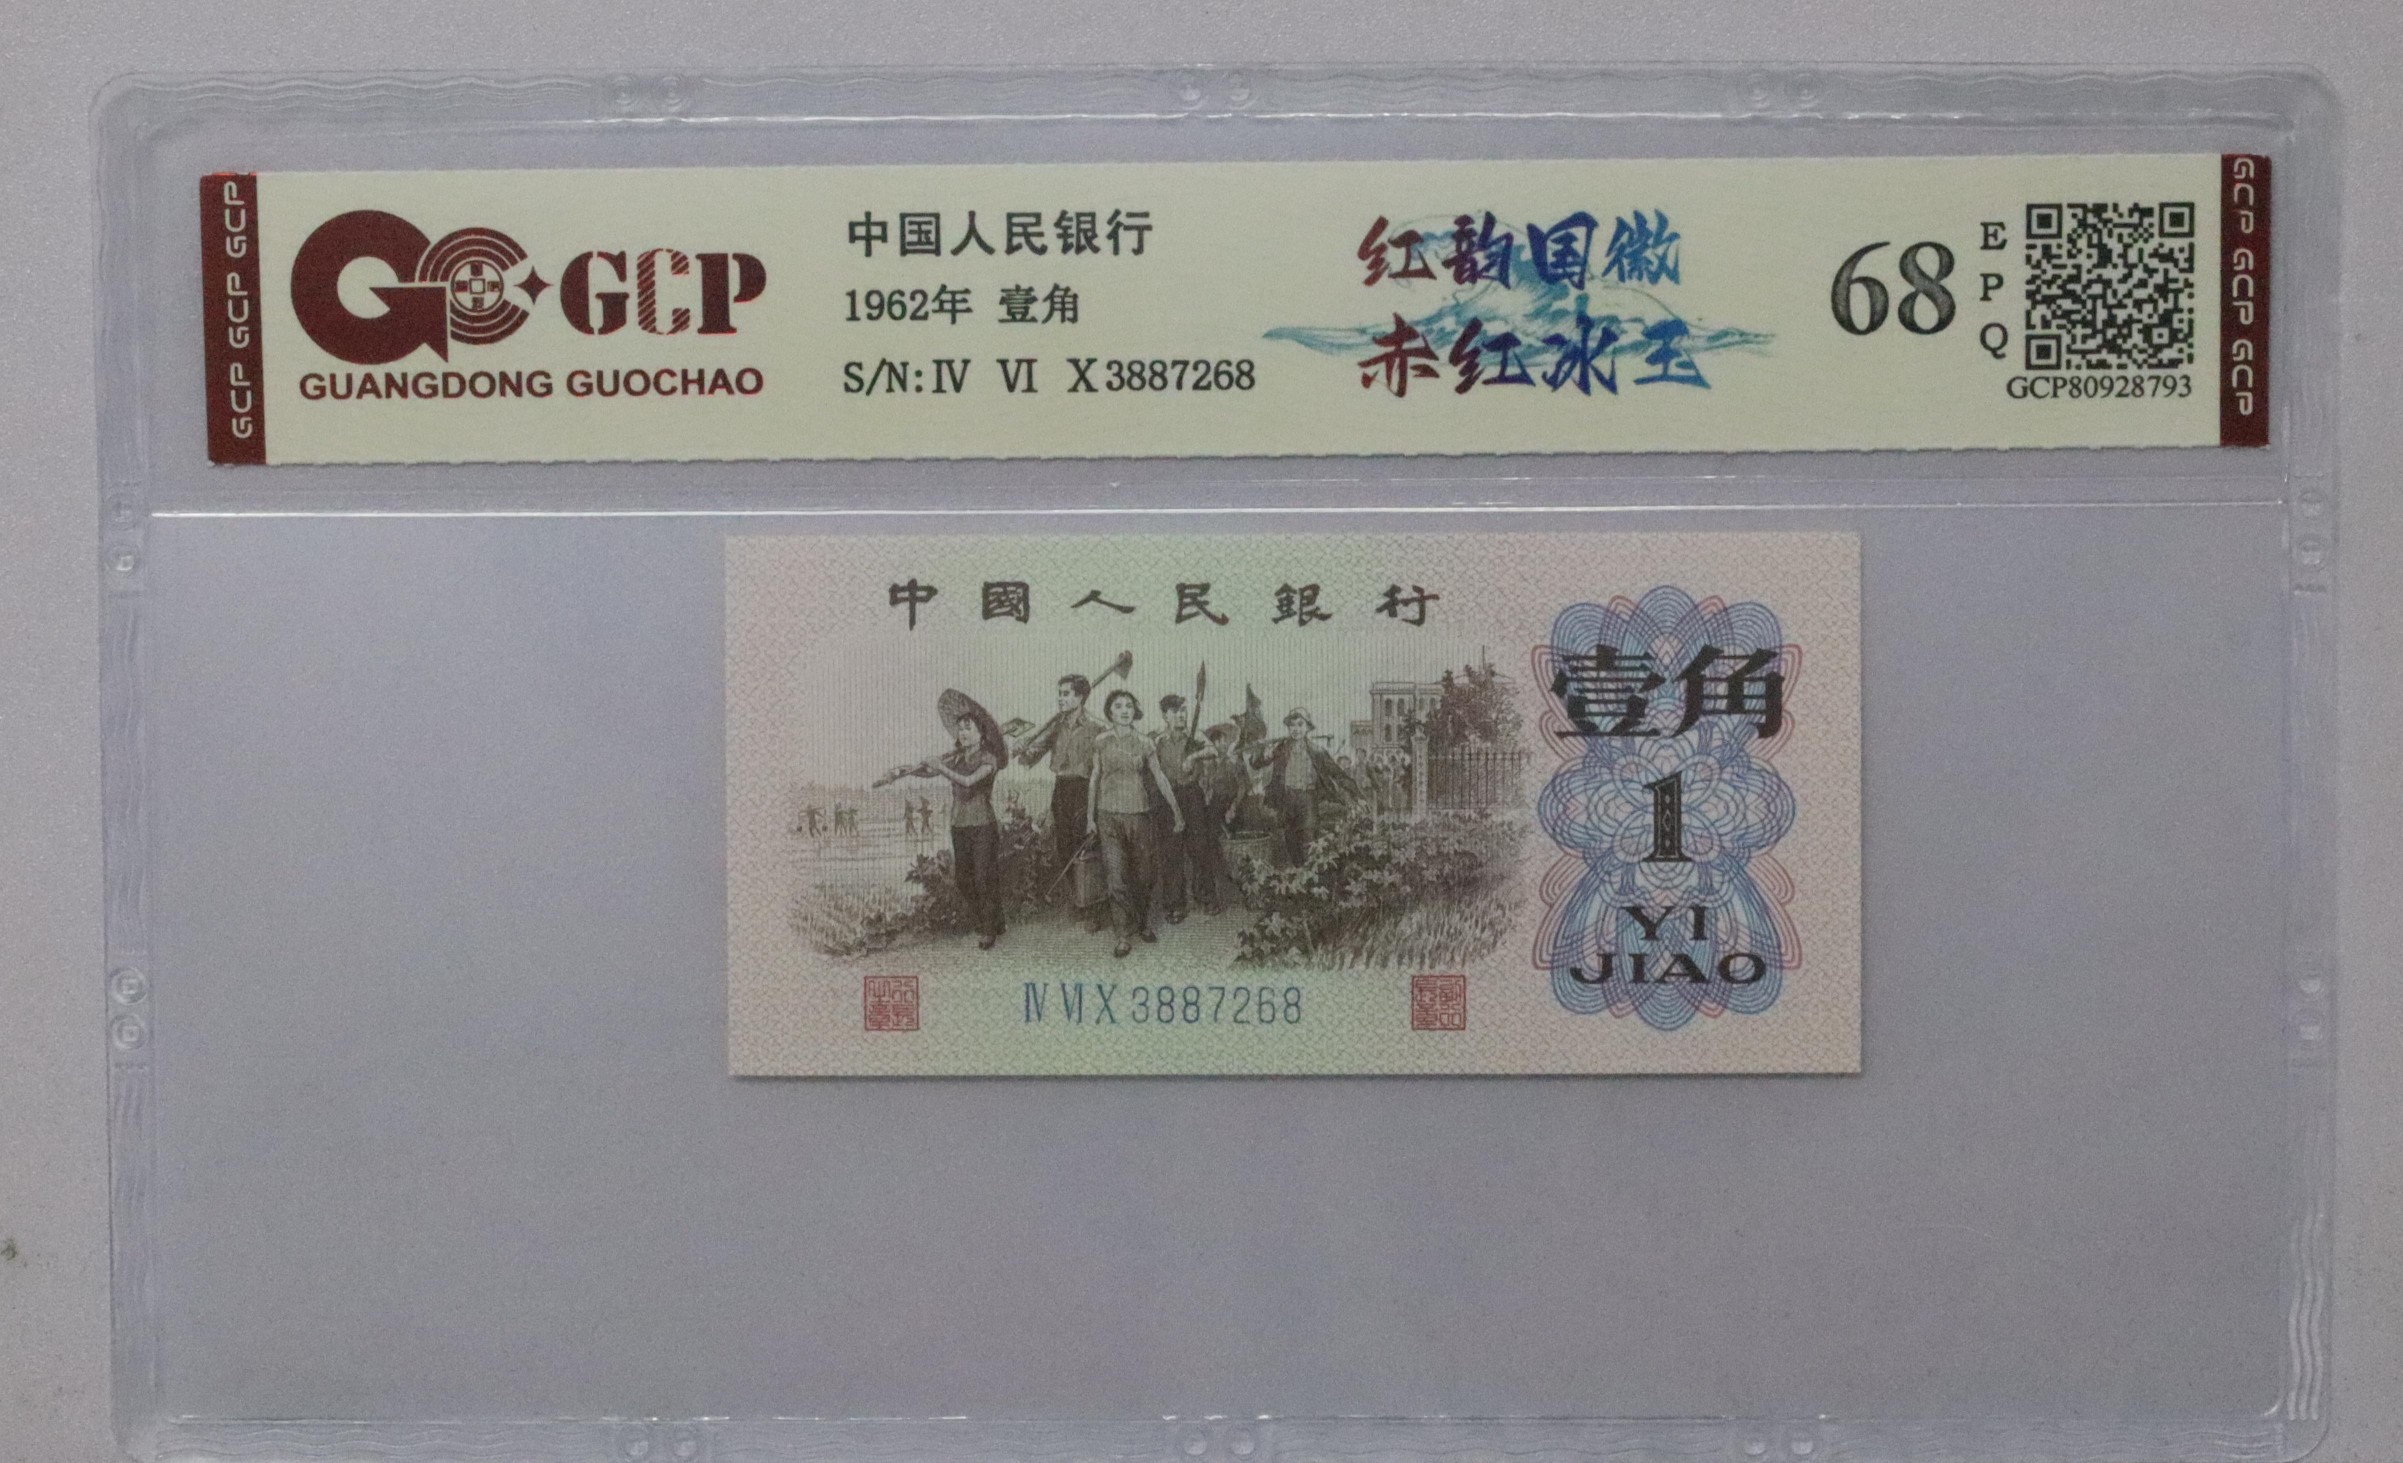 GCP GCP GCP
GCP
GUANGDONG GUOCHAO
中国人民银行
1962年 壹角
S/N: IV VI X 3887268
红韵国徽
赤红冰玉
68
E
P
Q
GCP80928793
GCP GCP GCP
中國人民銀行
壹角
1
YI
JIAO
IV VI X 3887268